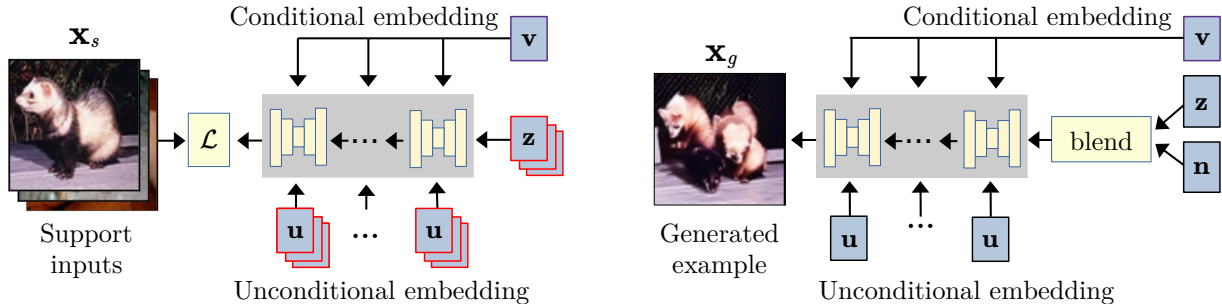 Conditional embedding
v
x_s
L
...
z
u
...
u
Support
inputs
Unconditional embedding
Conditional embedding
v
x_g
z
...
blend
n
u
...
u
Generated
example
Unconditional embedding